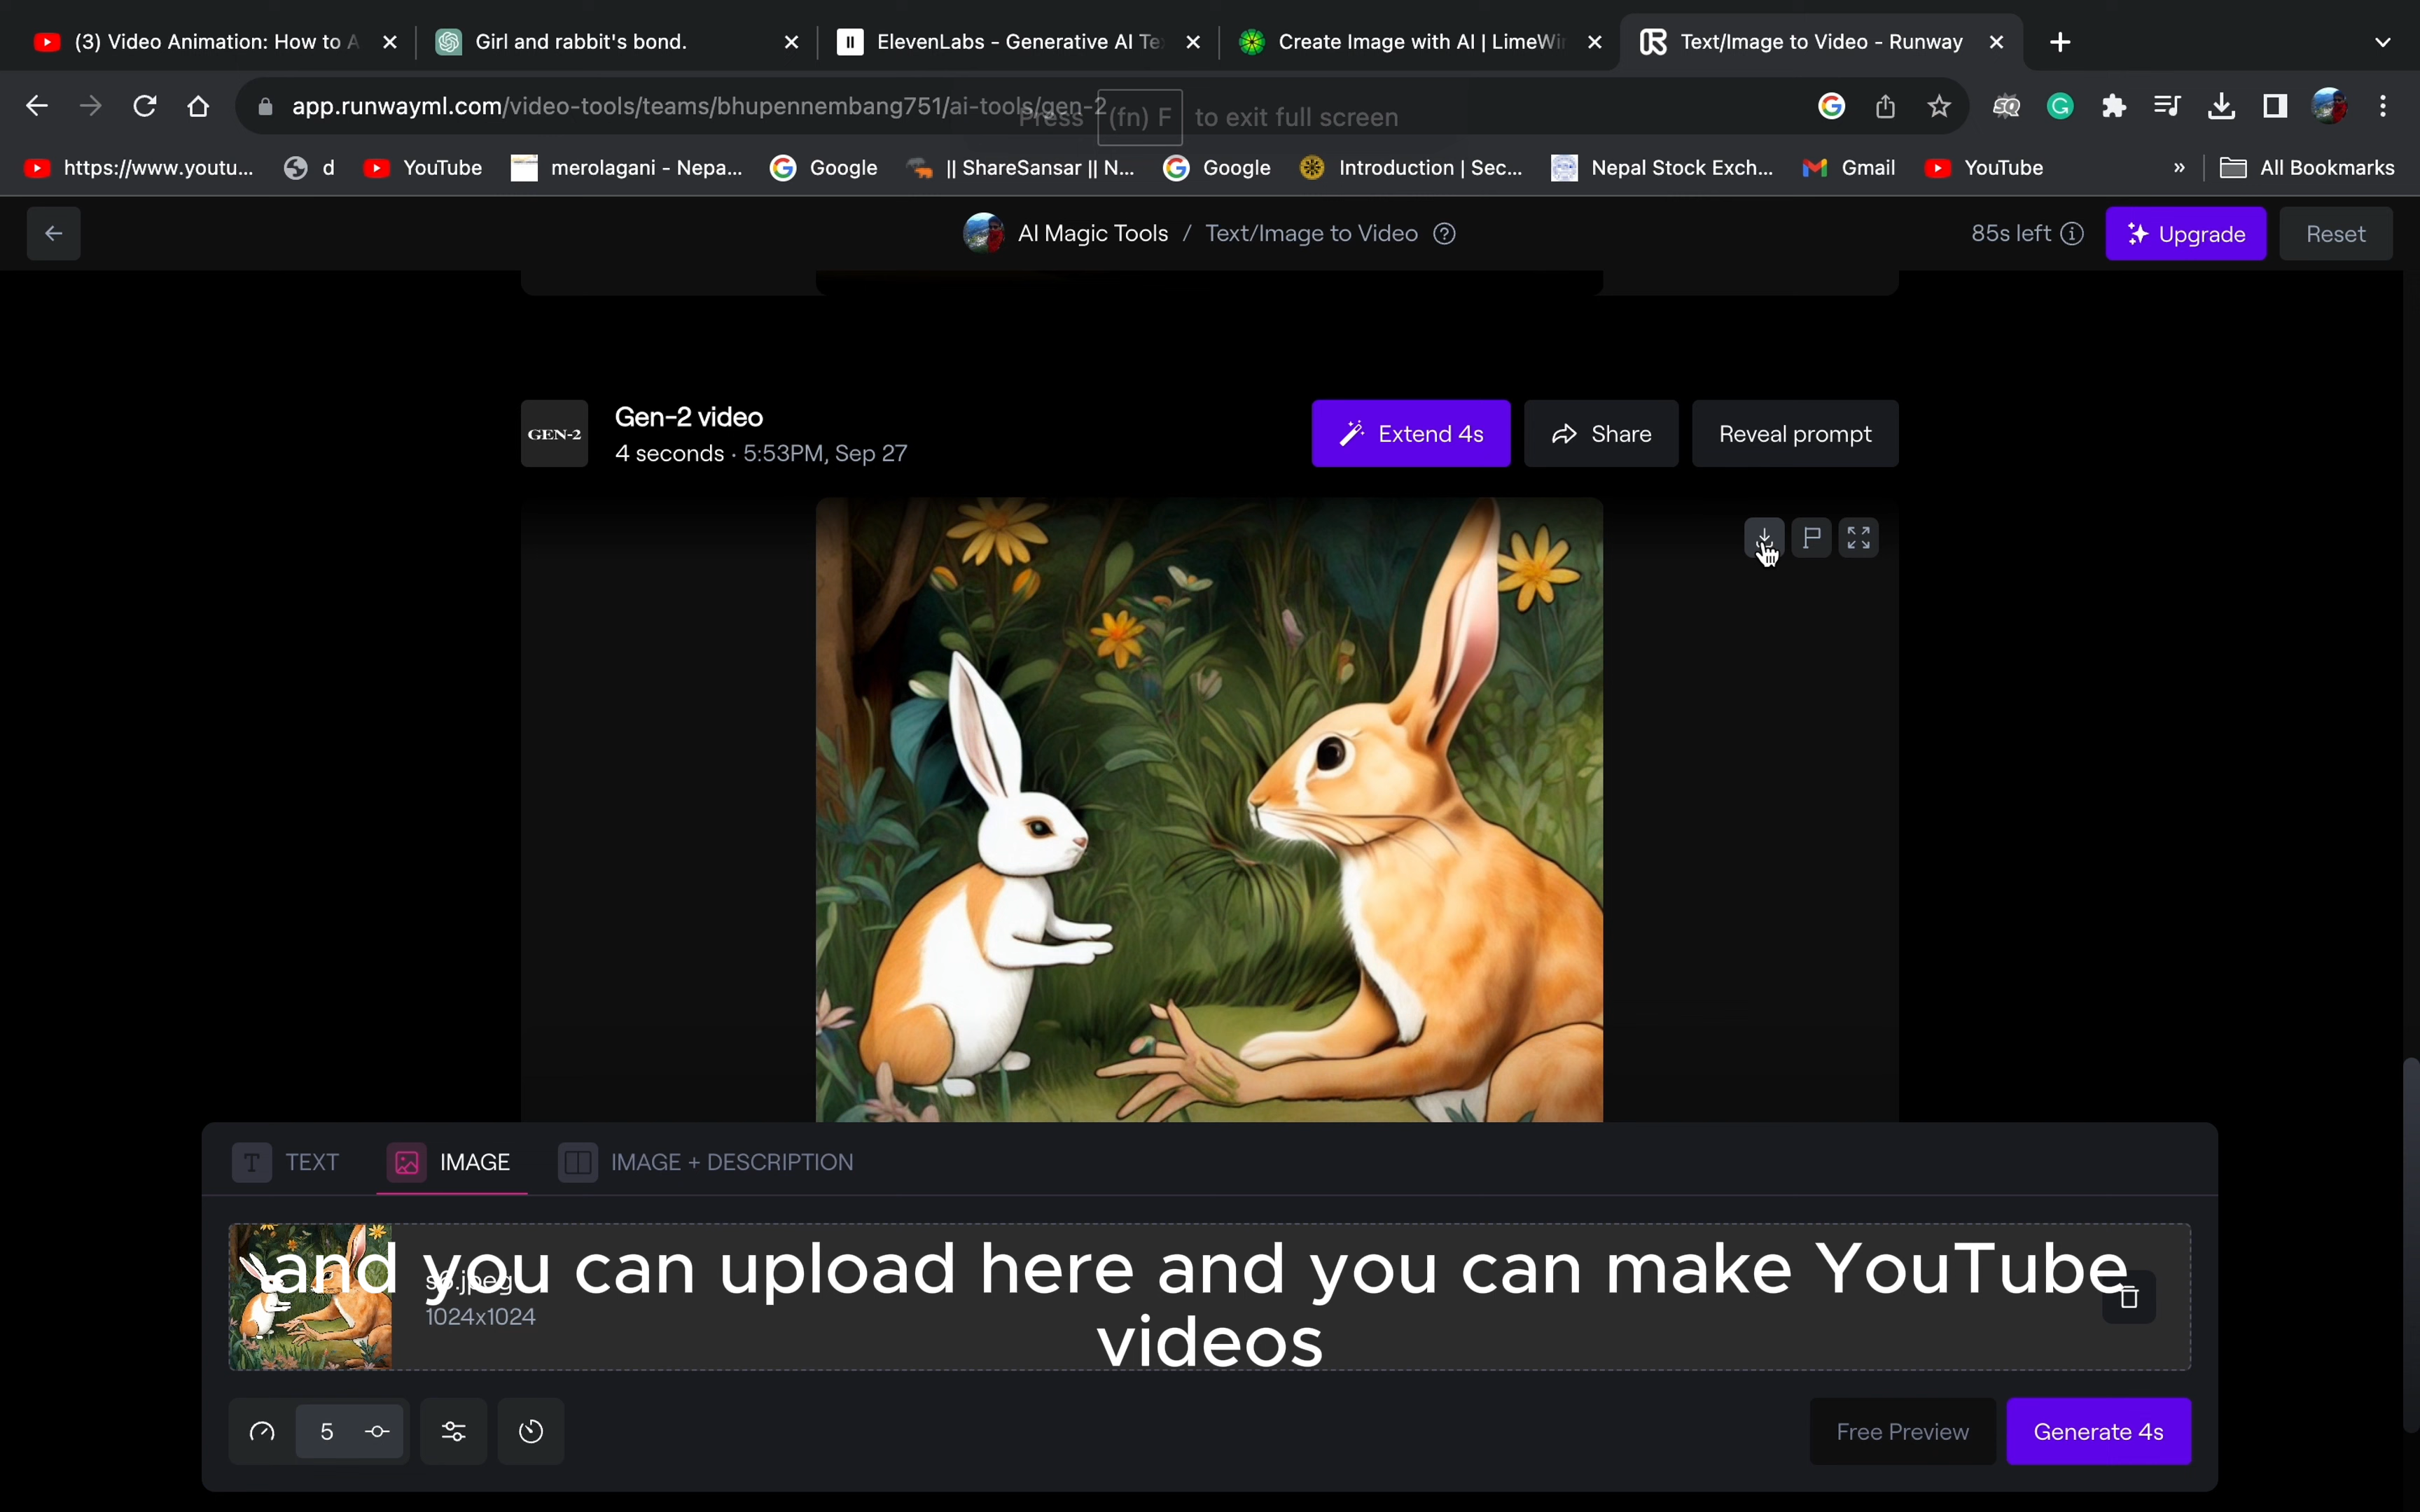 (3) Video Animation: How to A
Girl and rabbit's bond.
ElevenLabs - Generative AI Te
Create Image with AI | LimeWi
Text/Image to Video - Runway
app.runwayml.com/video-tools/teams/bhupennembang751/ai-tools/gen-2
Press (fn) F to exit full screen
https://www.youtu...
d
YouTube
merolagani - Nepa...
Google
|| ShareSansar || N...
Google
Introduction | Sec...
Nepal Stock Exch...
Gmail
YouTube
»
All Bookmarks
AI Magic Tools / Text/Image to Video
85s left
Upgrade
Reset
GEN-2
Gen-2 video
4 seconds · 5:53PM, Sep 27
Extend 4s
Share
Reveal prompt
T TEXT
IMAGE
IMAGE + DESCRIPTION
s6.jpeg
1024x1024
and you can upload here and you can make YouTube
videos
5
Free Preview
Generate 4s